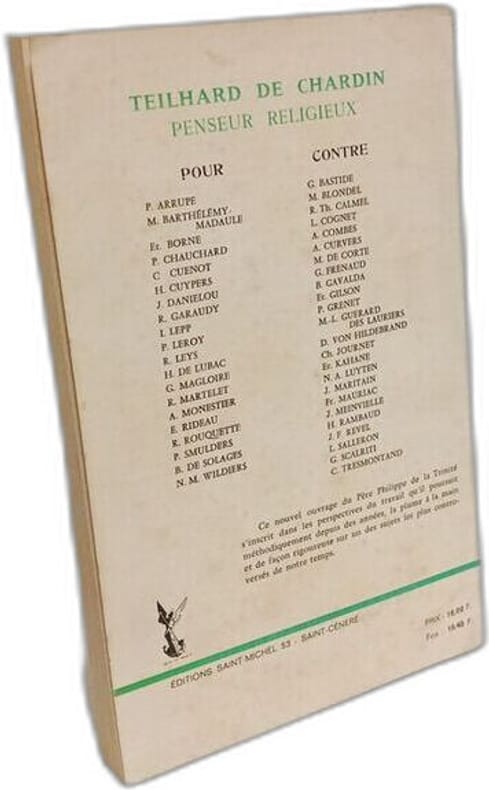 TEILHARD DE CHARDIN
PENSEUR RELIGIEUX
POUR
P. ARRUPE
M. BARTHÉLÉMY-
MADAULE
Et. BORNE
P. CHAUCHARD
C. CUENOT
H. CUYPERS
J. DANIELOU
R. GARAUDY
I. LEPP
P. LEROY
R. LEYS
H. DE LUBAC
G. MAGLOIRE
R. MARTELET
A. MONESTIER
E. RIDEAU
R. ROUQUETTE
P. SMULDERS
B. DE SOLAGES
N. M. WILDIERS
CONTRE
G. BASTIDE
M. BLONDEL
R. Th. CALMEL
L. COGNET
A. COMBES
A. CURVERS
M. DE CORTE
G. FRENAUD
B. GAVALDA
Et. GILSON
P. GRENET
M.-L. GUERARD
DES LAURIERS
D. VON HILDEBRAND
Ch. JOURNET
Er. KAHANE
N. A. LUYTEN
J. MARITAIN
Fr. MAURIAC
J. MEINVIELLE
H. RAMBAUD
J. F. REVEL
L. SALLERON
G. SCALRITI
C. TRESMONTAND
Ce nouvel ouvrage du Père Philippe de la Trinité
s'inscrit dans les perspectives du travail qu'il poursuit
méthodiquement depuis des années, la plume à la main
et de façon rigoureuse sur un des sujets les plus contro-
versés de notre temps.
EDITIONS SAINT-MICHEL 53 - SAINT-CÉNERÉ
PRIX : F.
Fco F.